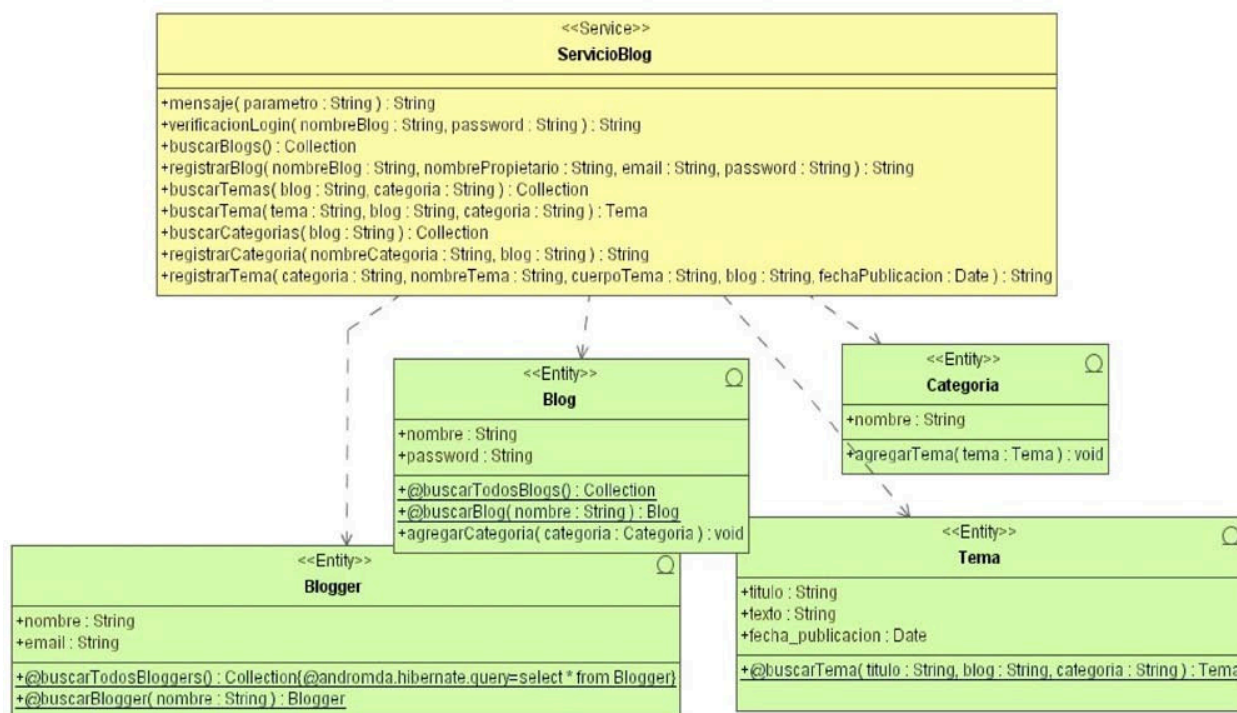 <<Service>>
ServicioBlog
+mensaje( parametro : String ) : String
+verificacionLogin( nombreBlog : String, password : String ) : String
+buscarBlogs() : Collection
+registrarBlog( nombreBlog : String, nombrePropietario : String, email : String, password : String ) : String
+buscarTemas( blog : String, categoria : String ) : Collection
+buscarTema( tema : String, blog : String, categoria : String ) : Tema
+buscarCategorias( blog : String ) : Collection
+registrarCategoria( nombreCategoria : String, blog : String ) : String
+registrarTema( categoria : String, nombreTema : String, cuerpoTema : String, blog : String, fechaPublicacion : Date ) : String
<<Entity>>
Blog
+nombre : String
+password : String
+@buscarTodosBlogs() : Collection
+@buscarBlog( nombre : String ) : Blog
+agregarCategoria( categoria : Categoria ) : void
<<Entity>>
Categoria
+nombre : String
+agregarTema( tema : Tema ) : void
<<Entity>>
Blogger
+nombre : String
+email : String
+@buscarTodosBloggers() : Collection{@andromda.hibernate.query=select * from Blogger}
+@buscarBlogger( nombre : String ) : Blogger
<<Entity>>
Tema
+titulo : String
+texto : String
+fecha_publicacion : Date
+@buscarTema( titulo : String, blog : String, categoria : String ) : Tema